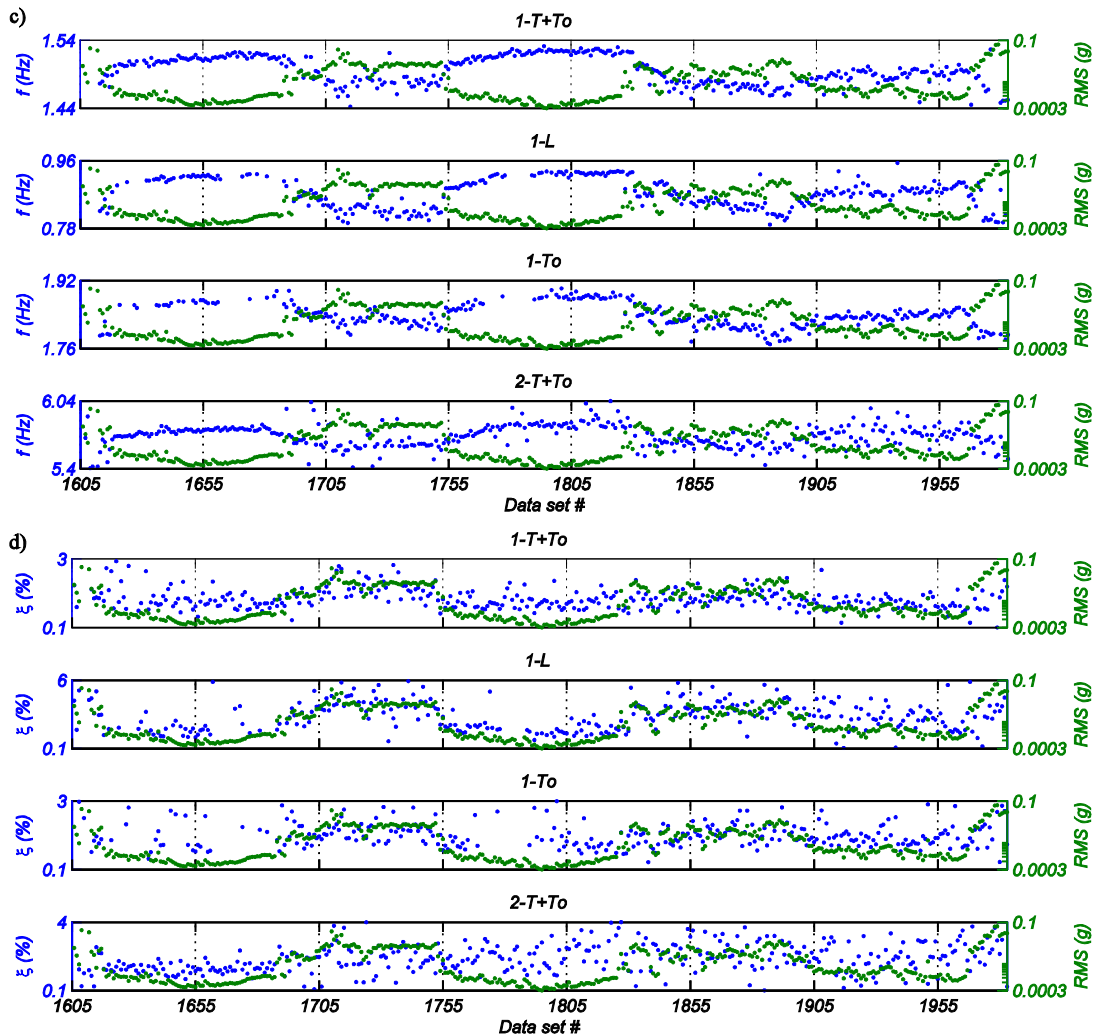 c)
1-T+To
1.54
0.1
f (Hz)
RMS (g)
1.44
0.0003
1-L
0.96
0.1
f (Hz)
RMS (g)
0.78
0.0003
1-To
1.92
0.1
f (Hz)
RMS (g)
1.76
0.0003
2-T+To
6.04
0.1
f (Hz)
RMS (g)
5.4
0.0003
1605 1655 1705 1755 1805 1855 1905 1955
Data set #
d)
1-T+To
3
0.1
ξ (%)
RMS (g)
0.1
0.0003
1-L
6
0.1
ξ (%)
RMS (g)
0.1
0.0003
1-To
3
0.1
ξ (%)
RMS (g)
0.1
0.0003
2-T+To
4
0.1
ξ (%)
RMS (g)
0.1
0.0003
1605 1655 1705 1755 1805 1855 1905 1955
Data set #